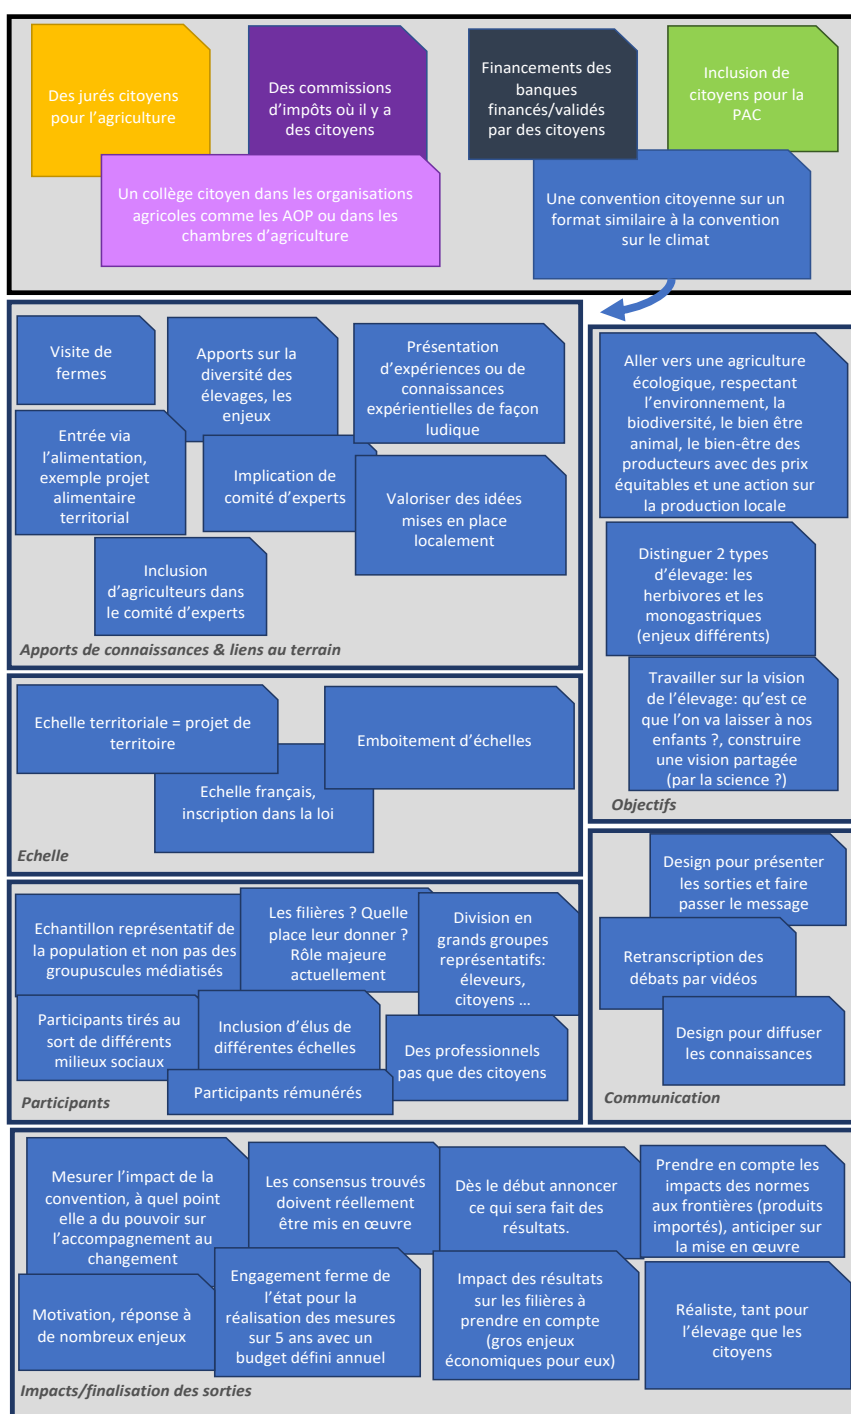 Des jurés citoyens
pour l'agriculture
Des commissions
d'impôts où il y a
des citoyens
Financements des
banques
financés/validés
par des citoyens
Inclusion de
citoyens pour la
PAC
Un collège citoyen dans les organisations
agricoles comme les AOP ou dans les
chambres d'agriculture
Une convention citoyenne sur un
format similaire à la convention
sur le climat
Visite de
fermes
Apports sur la
diversité des
élevages, les
enjeux
Présentation
d'expériences ou de
connaissances
expérientielles de façon
ludique
Entrée via
l'alimentation,
exemple projet
alimentaire
territorial
Implication de
comité d'experts
Valoriser des idées
mises en place
localement
Inclusion
d'agriculteurs dans
le comité d'experts
Apports de connaissances & liens au terrain
Aller vers une agriculture
écologique, respectant
l'environnement, la
biodiversité, le bien être
animal, le bien-être des
producteurs avec des prix
équitables et une action sur
la production locale
Distinguer 2 types
d'élevage: les
herbivores et les
monogastriques
(enjeux différents)
Travailler sur la vision
de l'élevage: qu'est ce
que l'on va laisser à nos
enfants ?, construire
une vision partagée
(par la science ?)
Objectifs
Echelle territoriale = projet de
territoire
Emboitement d'échelles
Echelle français,
inscription dans la loi
Echelle
Echantillon représentatif de
la population et non pas des
groupuscules médiatisés
Les filières ? Quelle
place leur donner ?
Rôle majeure
actuellement
Division en
grands groupes
représentatifs:
éleveurs,
citoyens …
Participants tirés au
sort de différents
milieux sociaux
Inclusion d'élus de
différentes échelles
Des professionnels
pas que des citoyens
Participants rémunérés
Participants
Design pour présenter
les sorties et faire
passer le message
Retranscription des
débats par vidéos
Design pour diffuser
les connaissances
Communication
Mesurer l'impact de la
convention, à quel point
elle a du pouvoir sur
l'accompagnement au
changement
Les consensus trouvés
doivent réellement
être mis en œuvre
Dès le début annoncer
ce qui sera fait des
résultats.
Prendre en compte les
impacts des normes
aux frontières (produits
importés), anticiper sur
la mise en œuvre
Motivation, réponse à
de nombreux enjeux
Engagement ferme de
l'état pour la
réalisation des mesures
sur 5 ans avec un
budget défini annuel
Impact des résultats
sur les filières à
prendre en compte
(gros enjeux
économiques pour eux)
Réaliste, tant pour
l'élevage que les
citoyens
Impacts/finalisation des sorties